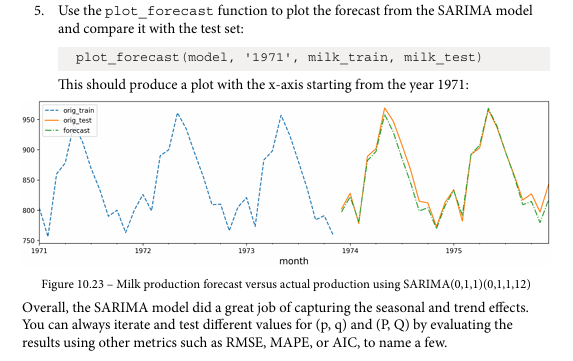 5. Use the plot_forecast function to plot the forecast from the SARIMA model
and compare it with the test set:
plot_forecast(model, '1971', milk_train, milk_test)
This should produce a plot with the x-axis starting from the year 1971:
orig_train
orig_test
forecast
950
900
850
800
750
1971 1972 1973 1974 1975
month
Figure 10.23 – Milk production forecast versus actual production using SARIMA(0,1,1)(0,1,1,12)
Overall, the SARIMA model did a great job of capturing the seasonal and trend effects.
You can always iterate and test different values for (p, q) and (P, Q) by evaluating the
results using other metrics such as RMSE, MAPE, or AIC, to name a few.